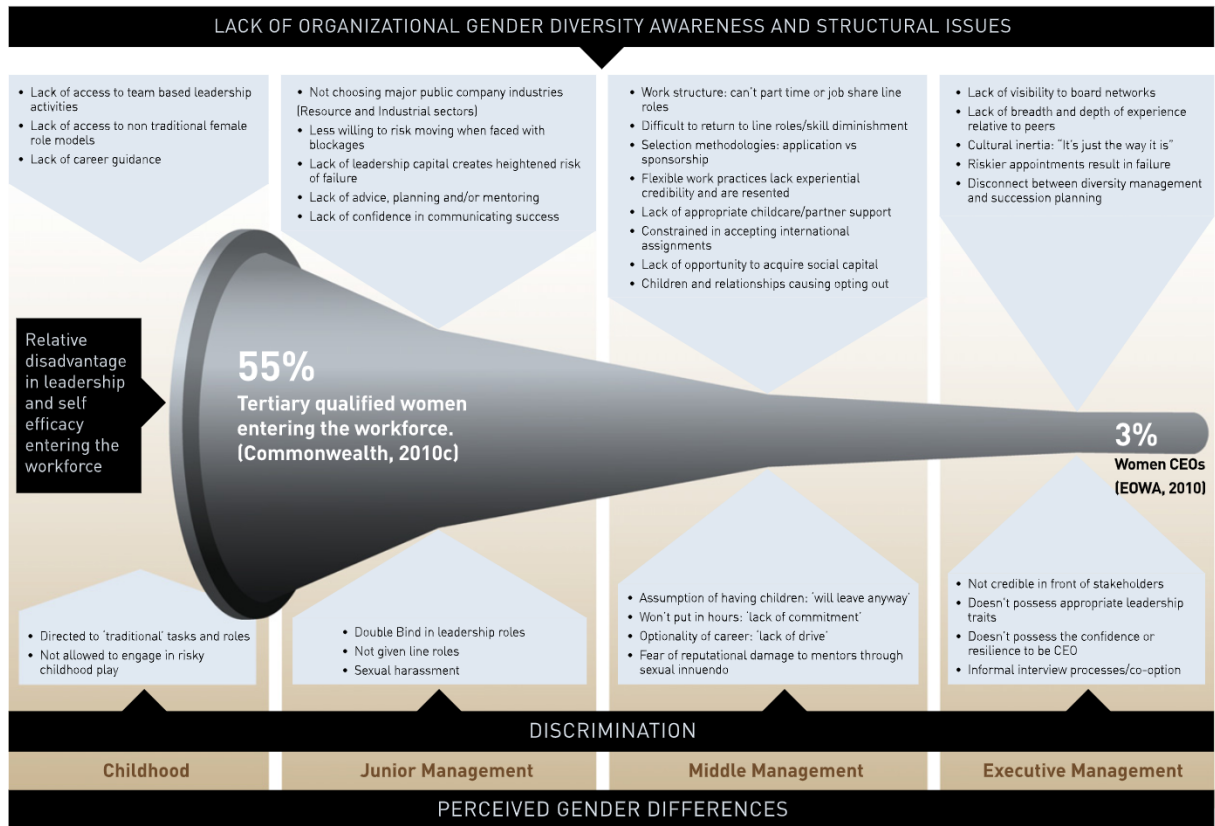 LACK OF ORGANIZATIONAL GENDER DIVERSITY AWARENESS AND STRUCTURAL ISSUES
• Lack of access to team based leadership
activities
• Lack of access to non traditional female
role models
• Lack of career guidance
• Not choosing major public company industries
(Resource and Industrial sectors)
• Less willing to risk moving when faced with
blockages
• Lack of leadership capital creates heightened risk
of failure
• Lack of advice, planning and/or mentoring
• Lack of confidence in communicating success
• Work structure: can't part time or job share line
roles
• Difficult to return to line roles/skill diminishment
• Selection methodologies: application vs
sponsorship
• Flexible work practices lack experiential
credibility and are resented
• Lack of appropriate childcare/partner support
• Constrained in accepting international
assignments
• Lack of opportunity to acquire social capital
• Children and relationships causing opting out
• Lack of visibility to board networks
• Lack of breadth and depth of experience
relative to peers
• Cultural inertia: "It's just the way it is"
• Riskier appointments result in failure
• Disconnect between diversity management
and succession planning
Relative
disadvantage
in leadership
and self
efficacy
entering the
workforce
55%
Tertiary qualified women
entering the workforce.
(Commonwealth, 2010c)
3%
Women CEOs
(EOWA, 2010)
• Directed to 'traditional' tasks and roles
• Not allowed to engage in risky
childhood play
• Double Bind in leadership roles
• Not given line roles
• Sexual harassment
• Assumption of having children: 'will leave anyway'
• Won't put in hours: 'lack of commitment'
• Optionality of career: 'lack of drive'
• Fear of reputational damage to mentors through
sexual innuendo
• Not credible in front of stakeholders
• Doesn't possess appropriate leadership
traits
• Doesn't possess the confidence or
resilience to be CEO
• Informal interview processes/co-option
DISCRIMINATION
Childhood
Junior Management
Middle Management
Executive Management
PERCEIVED GENDER DIFFERENCES